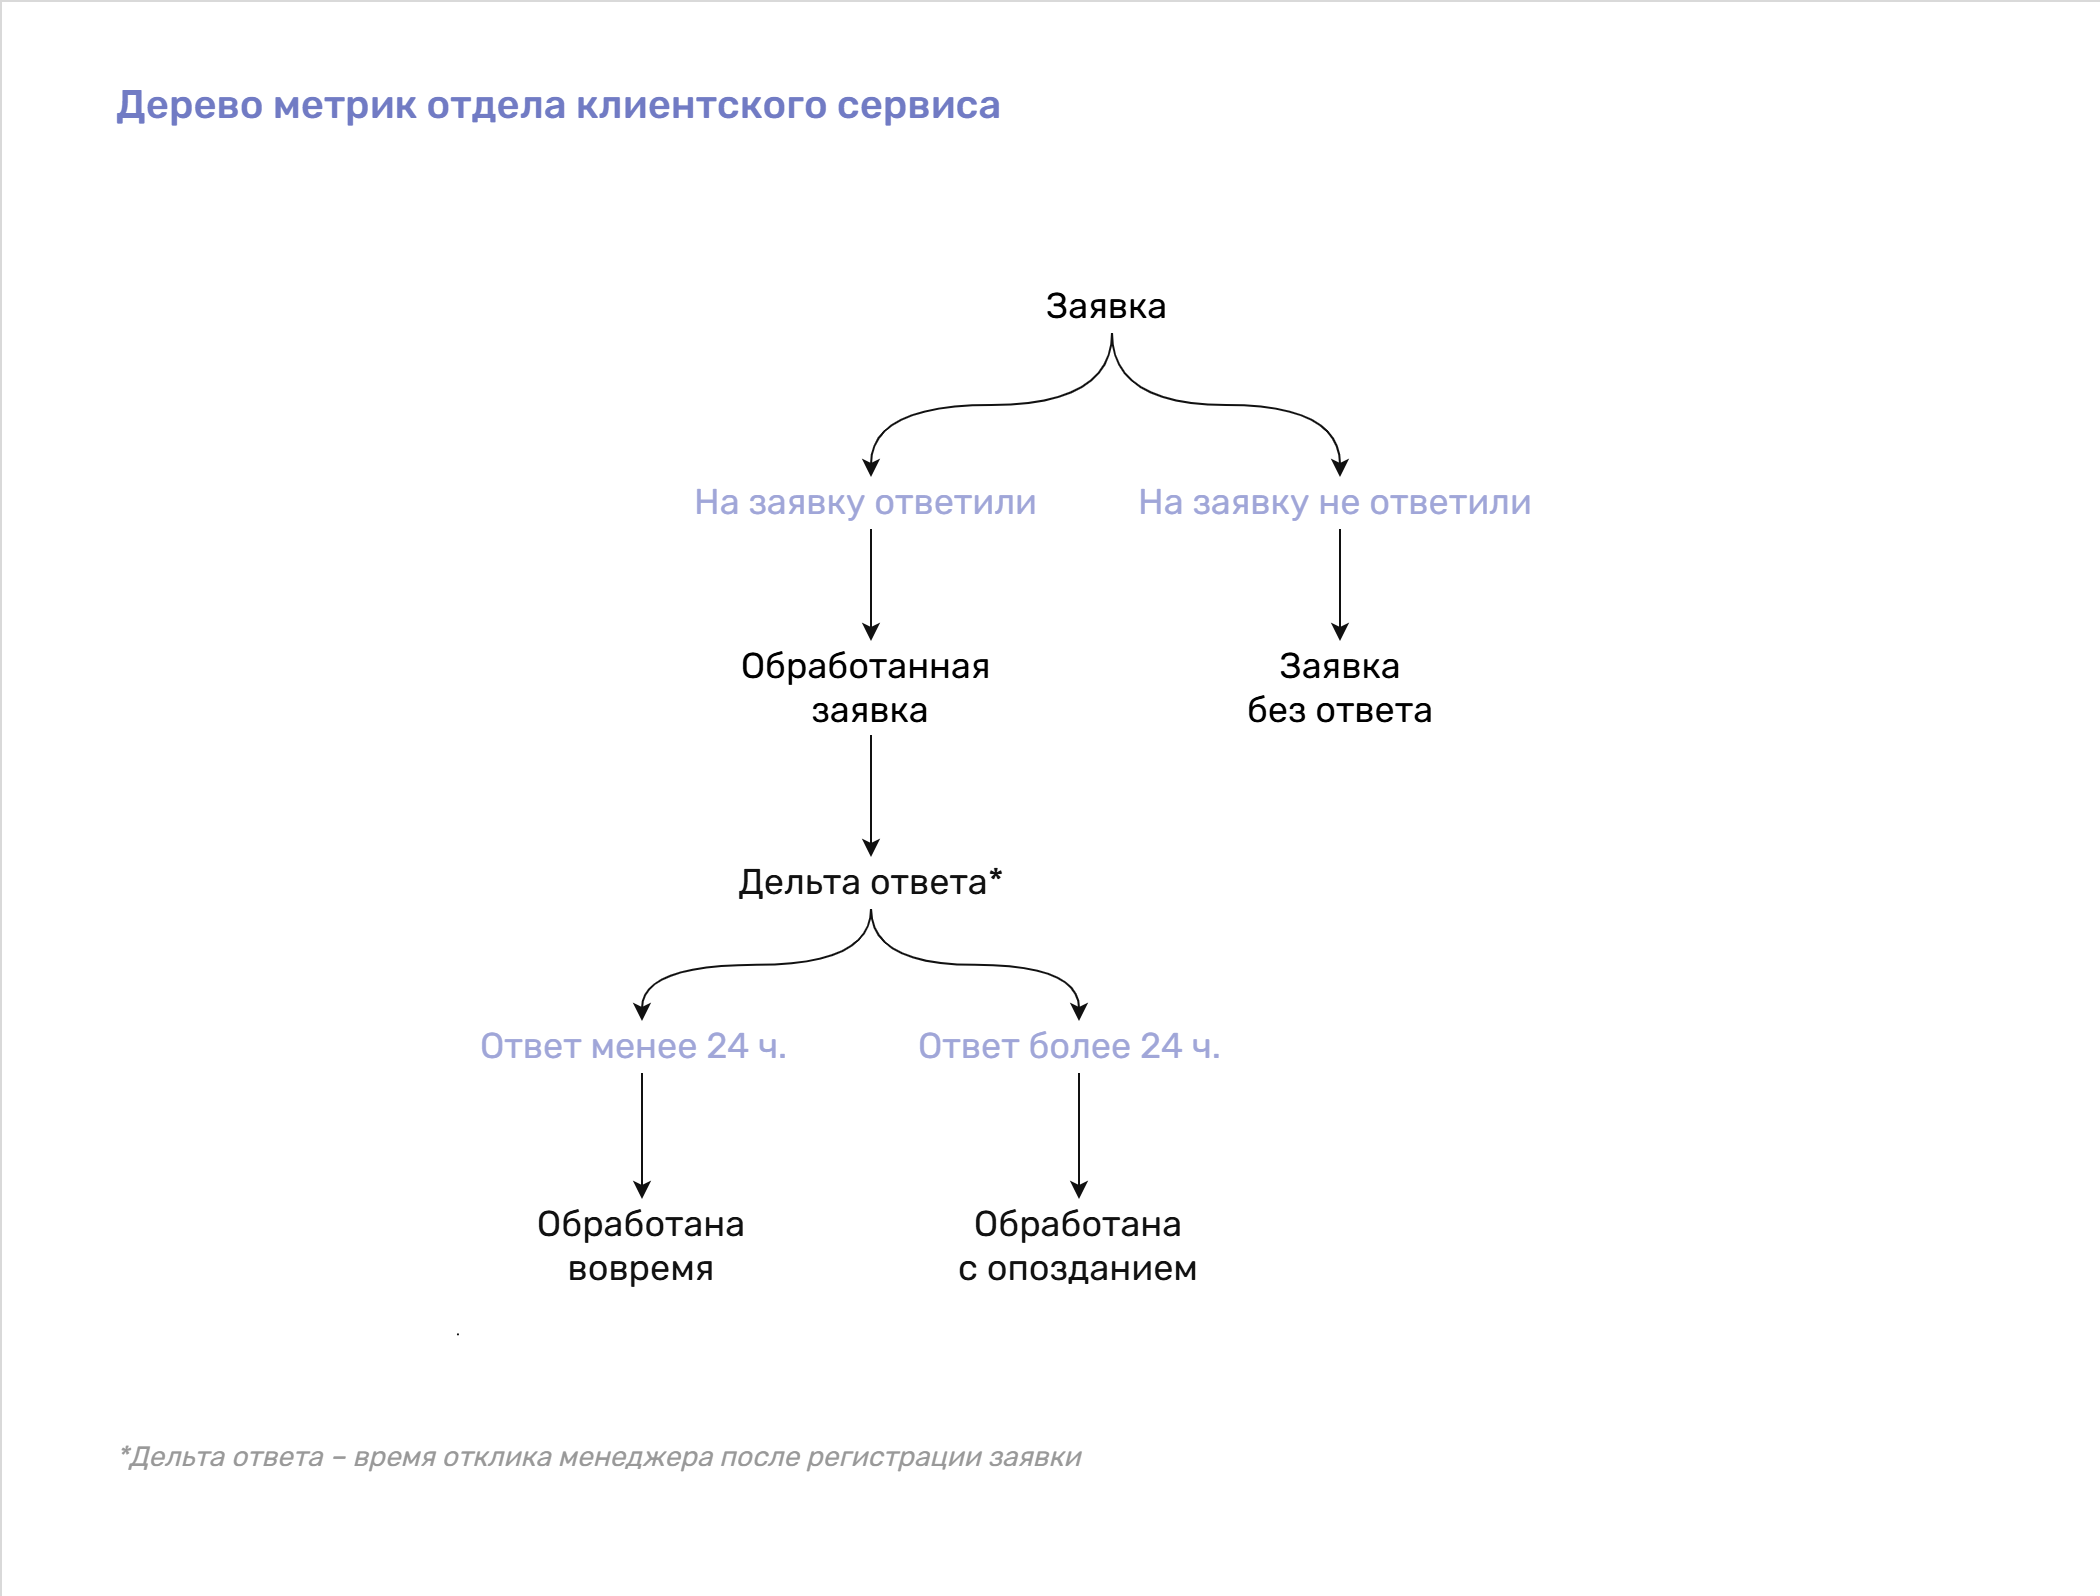 Дерево метрик отдела клиентского сервиса
Заявка
На заявку ответили
На заявку не ответили
Обработанная
заявка
Заявка
без ответа
Дельта ответа*
Ответ менее 24 ч.
Ответ более 24 ч.
Обработана
вовремя
Обработана
с опозданием
*Дельта ответа – время отклика менеджера после регистрации заявки